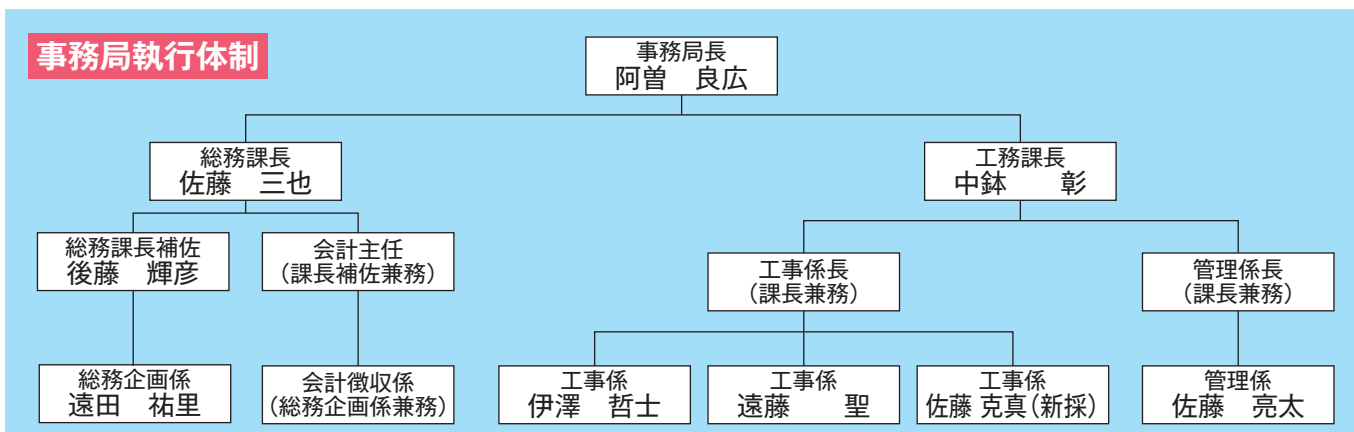 事務局執行体制
事務局長
阿曽　良広
総務課長
佐藤　三也
工務課長
中鉢　　彰
総務課長補佐
後藤　輝彦
会計主任
（課長補佐兼務）
工事係長
（課長兼務）
管理係長
（課長兼務）
総務企画係
遠田　祐里
会計徴収係
（総務企画係兼務）
工事係
伊澤　哲士
工事係
遠藤　　聖
工事係
佐藤 克真（新採）
管理係
佐藤　亮太